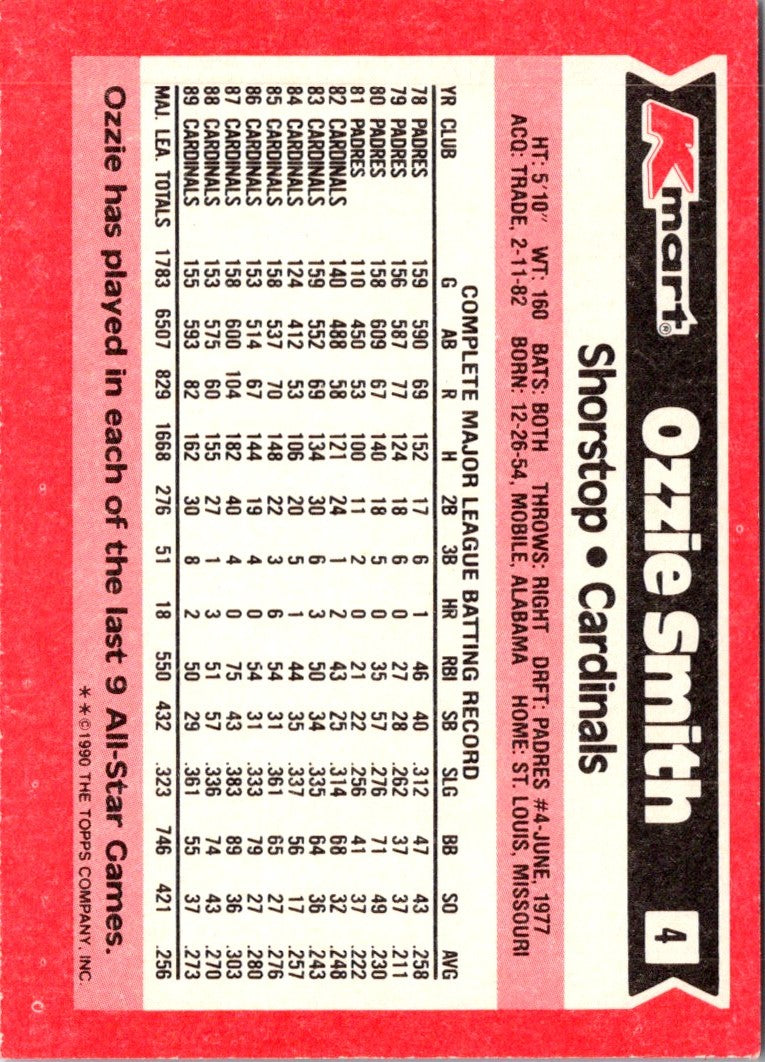 Kmart® Ozzie Smith 4
Shorstop • Cardinals
HT: 5'10" WT: 160 BATS: BOTH THROWS: RIGHT DRFT: PADRES #4-JUNE, 1977
ACQ: TRADE, 2-11-82 BORN: 12-26-54, MOBILE, ALABAMA HOME: ST. LOUIS, MISSOURI
COMPLETE MAJOR LEAGUE BATTING RECORD
YR CLUB G AB R H 2B 3B HR RBI SB SLG BB SO AVG
78 PADRES 159 590 69 152 17 6 1 46 40 .312 47 43 .258
79 PADRES 156 587 77 124 18 6 0 27 28 .262 37 37 .211
80 PADRES 158 609 67 140 18 5 0 35 57 .276 71 49 .230
81 PADRES 110 450 53 100 11 2 0 21 22 .256 41 37 .222
82 CARDINALS 140 488 58 121 24 1 2 43 25 .314 68 32 .248
83 CARDINALS 159 552 69 134 30 6 3 50 34 .335 64 36 .243
84 CARDINALS 124 412 53 106 20 5 1 44 35 .337 56 17 .257
85 CARDINALS 158 537 70 148 22 3 6 54 31 .361 65 27 .276
86 CARDINALS 153 514 67 144 19 4 0 54 31 .333 79 27 .280
87 CARDINALS 158 600 104 182 40 4 0 75 43 .383 89 36 .303
88 CARDINALS 153 575 60 155 27 1 3 51 57 .336 74 43 .270
89 CARDINALS 155 593 82 162 30 8 2 50 29 .361 55 37 .273
MAJ. LEA. TOTALS 1783 6507 829 1668 276 51 18 550 432 .323 746 421 .256
Ozzie has played in each of the last 9 All-Star Games.
**©1990 THE TOPPS COMPANY, INC.